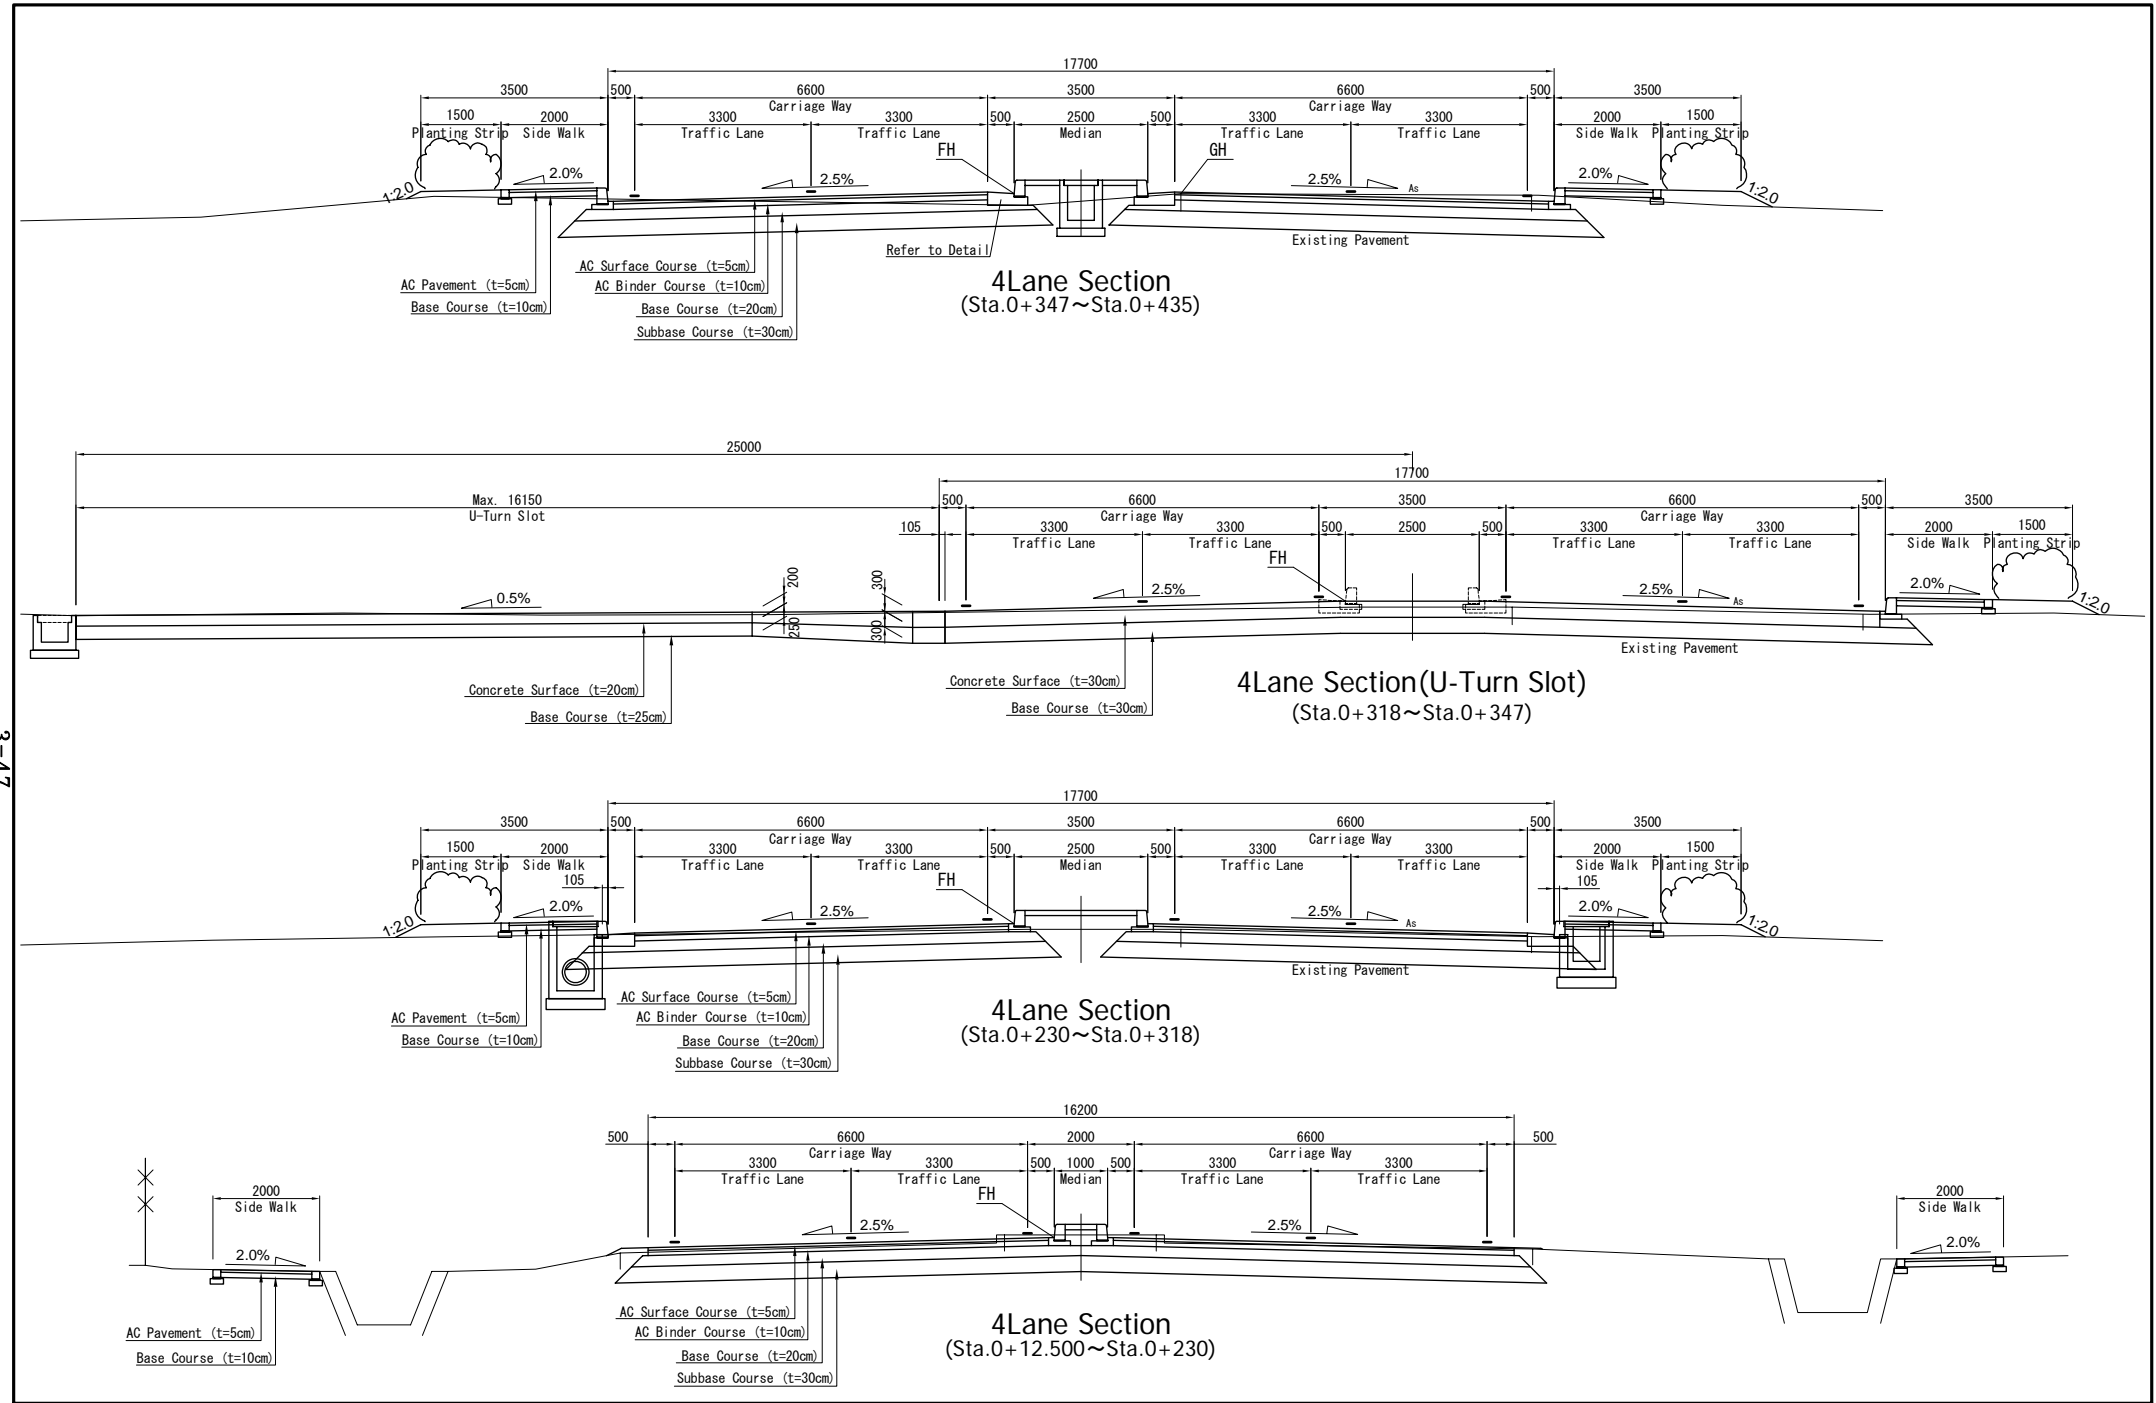 17700
3500 500 6600 3500 6600 500 3500
Carriage Way Carriage Way
1500 2000 3300 3300 500 2500 500 3300 3300 2000 1500
Planting Strip Side Walk Traffic Lane Traffic Lane Median Traffic Lane Traffic Lane Side Walk Planting Strip
FH GH
1:2.0 2.0% 2.5% 2.5% As 2.0% 1:2.0
Existing Pavement
Refer to Detail
AC Surface Course (t=5cm)
AC Pavement (t=5cm) AC Binder Course (t=10cm)
Base Course (t=10cm) Base Course (t=20cm)
Subbase Course (t=30cm)
4Lane Section
(Sta.0+347～Sta.0+435)
25000
17700
Max. 16150 500 6600 3500 6600 500 3500
U-Turn Slot Carriage Way Carriage Way
105 3300 3300 500 2500 500 3300 3300 2000 1500
Traffic Lane Traffic Lane Traffic Lane Traffic Lane Side Walk Planting Strip
FH
0.5% 200 300 2.5% 2.5% As 2.0% 1:2.0
250 300
Existing Pavement
Concrete Surface (t=20cm) Concrete Surface (t=30cm)
Base Course (t=25cm) Base Course (t=30cm)
4Lane Section(U-Turn Slot)
(Sta.0+318～Sta.0+347)
3-47
17700
3500 500 6600 3500 6600 500 3500
Carriage Way Carriage Way
1500 2000 3300 3300 500 2500 500 3300 3300 2000 1500
Planting Strip Side Walk Traffic Lane Traffic Lane Median Traffic Lane Traffic Lane Side Walk Planting Strip
105 FH 105
1:2.0 2.0% 2.5% 2.5% As 2.0% 1:2.0
Existing Pavement
AC Surface Course (t=5cm)
AC Pavement (t=5cm) AC Binder Course (t=10cm)
Base Course (t=10cm) Base Course (t=20cm)
Subbase Course (t=30cm)
4Lane Section
(Sta.0+230～Sta.0+318)
16200
500 6600 2000 6600 500
Carriage Way Carriage Way
3300 3300 500 1000 500 3300 3300
Traffic Lane Traffic Lane Median Traffic Lane Traffic Lane
2000 FH 2000
Side Walk Side Walk
2.0% 2.5% 2.5% 2.0%
AC Surface Course (t=5cm)
AC Pavement (t=5cm) AC Binder Course (t=10cm)
Base Course (t=10cm) Base Course (t=20cm)
Subbase Course (t=30cm)
4Lane Section
(Sta.0+12.500～Sta.0+230)